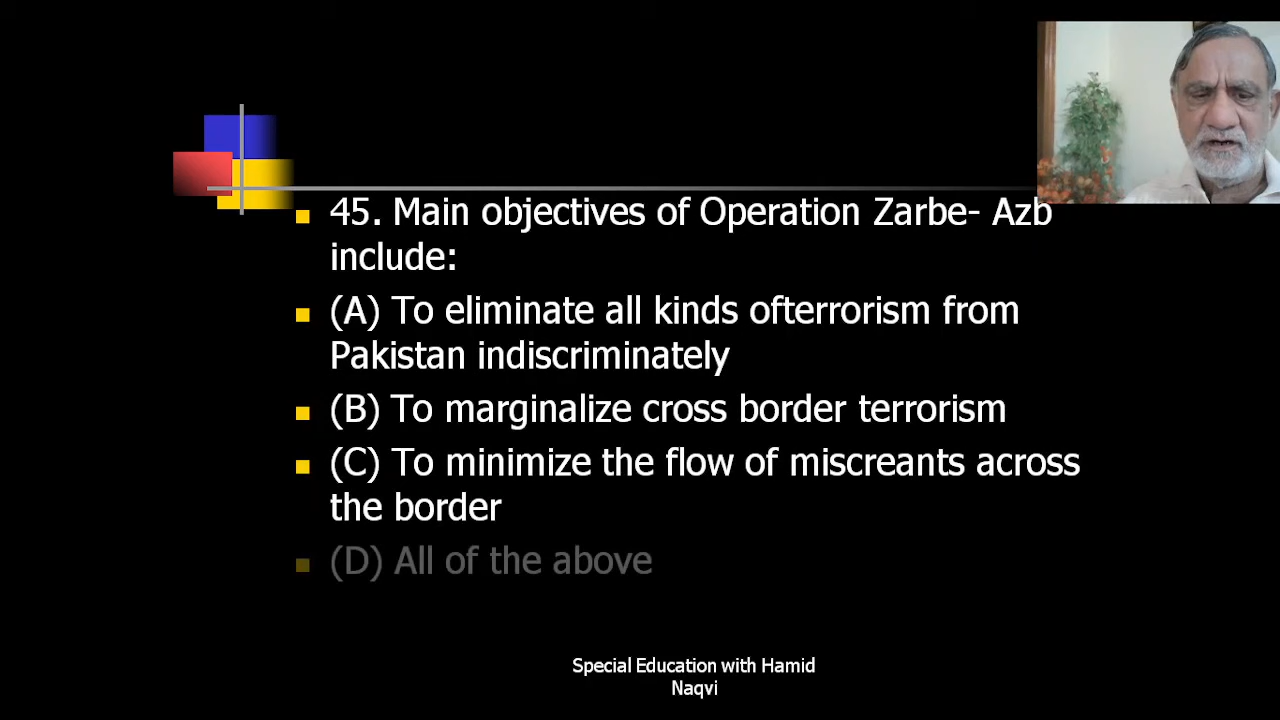 45. Main objectives of Operation Zarbe- Azb
include:
(A) To eliminate all kinds ofterrorism from
Pakistan indiscriminately
(B) To marginalize cross border terrorism
(C) To minimize the flow of miscreants across
the border
(D) All of the above
Special Education with Hamid
Naqvi